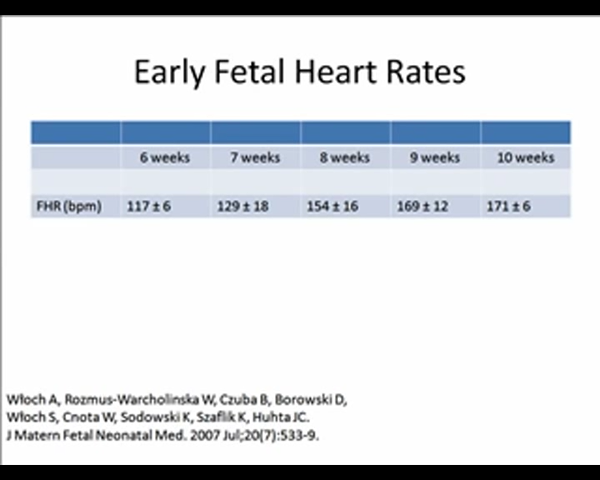 Early Fetal Heart Rates
6 weeks 7 weeks 8 weeks 9 weeks 10 weeks
FHR (bpm) 117 ± 6 129 ± 18 154 ± 16 169 ± 12 171 ± 6
Włoch A, Rozmus-Warcholinska W, Czuba B, Borowski D,
Włoch S, Cnota W, Sodowski K, Szaflik K, Huhta JC.
J Matern Fetal Neonatal Med. 2007 Jul;20(7):533-9.